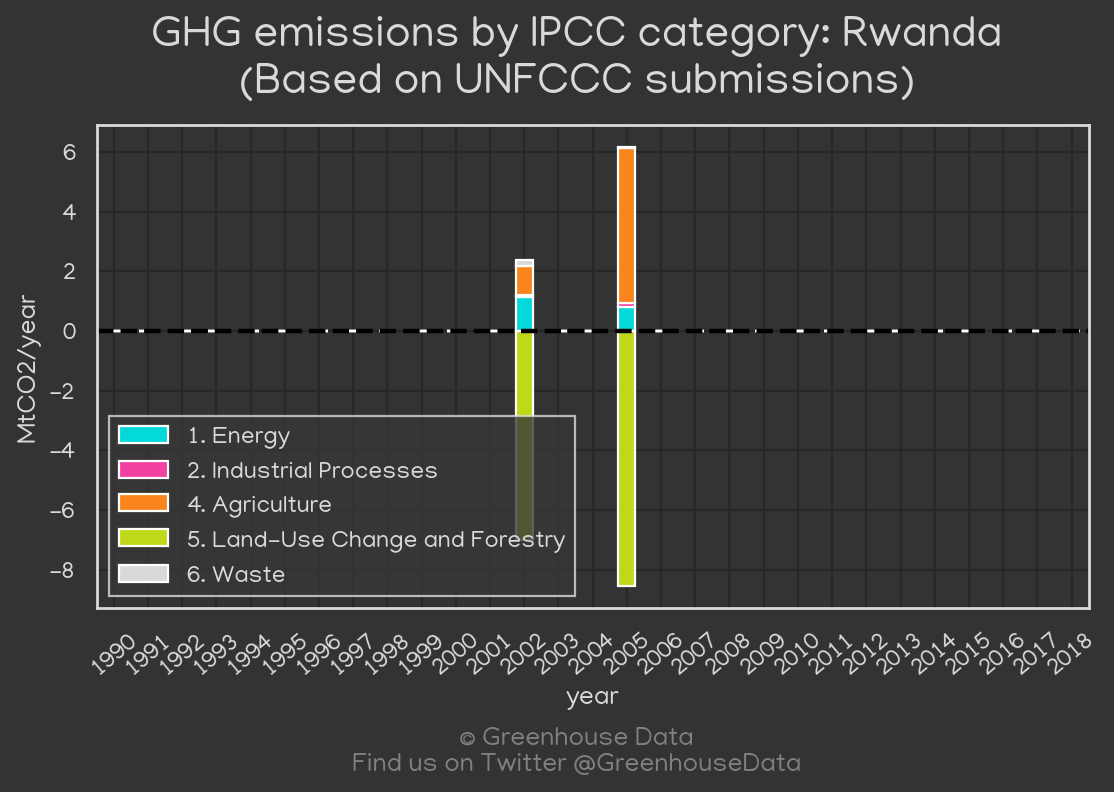 GHG emissions by IPCC category: Rwanda
(Based on UNFCCC submissions)
MtCO2/year
6
4
2
0
−2
−4
−6
−8
1. Energy
2. Industrial Processes
4. Agriculture
5. Land-Use Change and Forestry
6. Waste
1990 1991 1992 1993 1994 1995 1996 1997 1998 1999 2000 2001 2002 2003 2004 2005 2006 2007 2008 2009 2010 2011 2012 2013 2014 2015 2016 2017 2018
year
© Greenhouse Data
Find us on Twitter @GreenhouseData